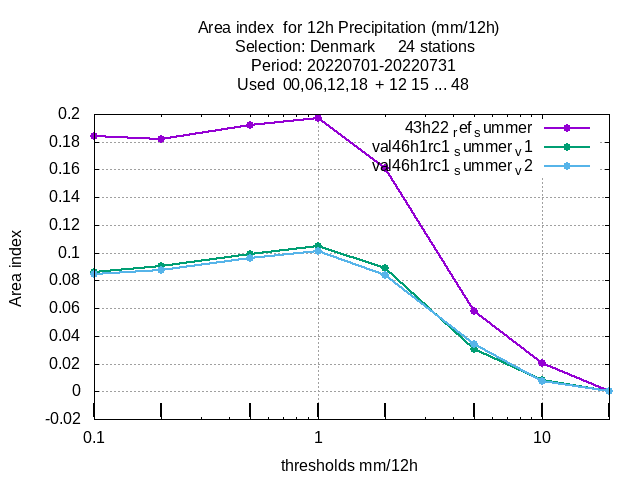 Area index  for 12h Precipitation (mm/12h)
Selection: Denmark     24 stations
Period: 20220701-20220731
Used  00,06,12,18  + 12 15 ... 48
0.2
0.18
0.16
0.14
0.12
0.1
0.08
0.06
0.04
0.02
0
-0.02
Area index
43h22 ref summer
val46h1rc1 summer v1
val46h1rc1 summer v2
0.1
1
10
thresholds mm/12h